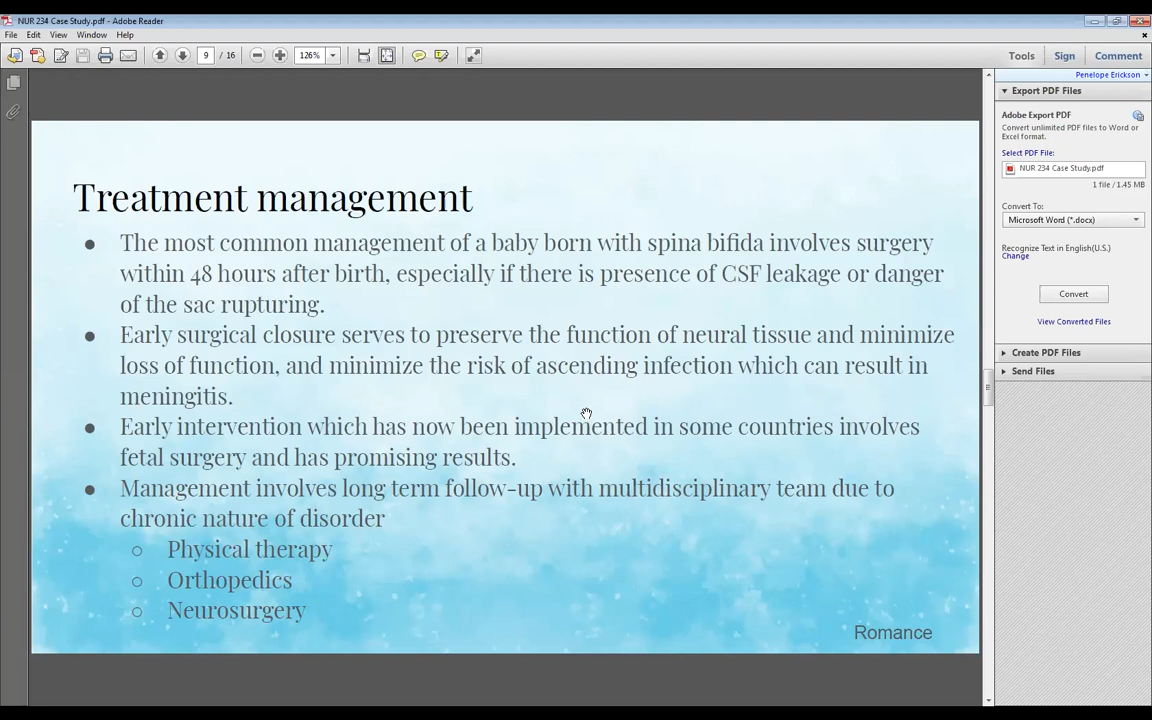 NUR 234 Case Study.pdf - Adobe Reader
File Edit View Window Help
9 / 16 126% Tools Sign Comment
Penelope Erickson
Export PDF Files
Adobe Export PDF
Convert unlimited PDF files to Word or
Excel format.
Select PDF File:
NUR 234 Case Study.pdf
1 file / 1.45 MB
Convert To:
Microsoft Word (*.docx)
Recognize Text in English(U.S.)
Change
Convert
View Converted Files
Create PDF Files
Send Files
Treatment management
● The most common management of a baby born with spina bifida involves surgery
within 48 hours after birth, especially if there is presence of CSF leakage or danger
of the sac rupturing.
● Early surgical closure serves to preserve the function of neural tissue and minimize
loss of function, and minimize the risk of ascending infection which can result in
meningitis.
● Early intervention which has now been implemented in some countries involves
fetal surgery and has promising results.
● Management involves long term follow-up with multidisciplinary team due to
chronic nature of disorder
○ Physical therapy
○ Orthopedics
○ Neurosurgery
Romance